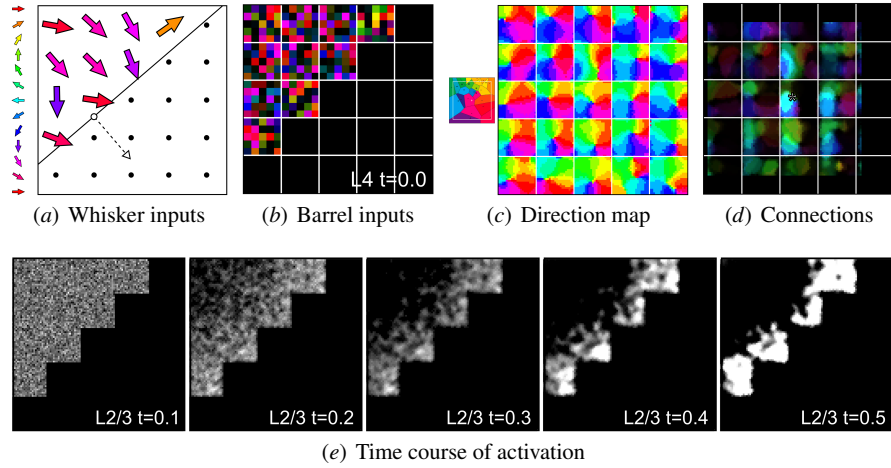 L4 t=0.0
(a) Whisker inputs
(b) Barrel inputs
(c) Direction map
(d) Connections
L2/3 t=0.1
L2/3 t=0.2
L2/3 t=0.3
L2/3 t=0.4
L2/3 t=0.5
(e) Time course of activation